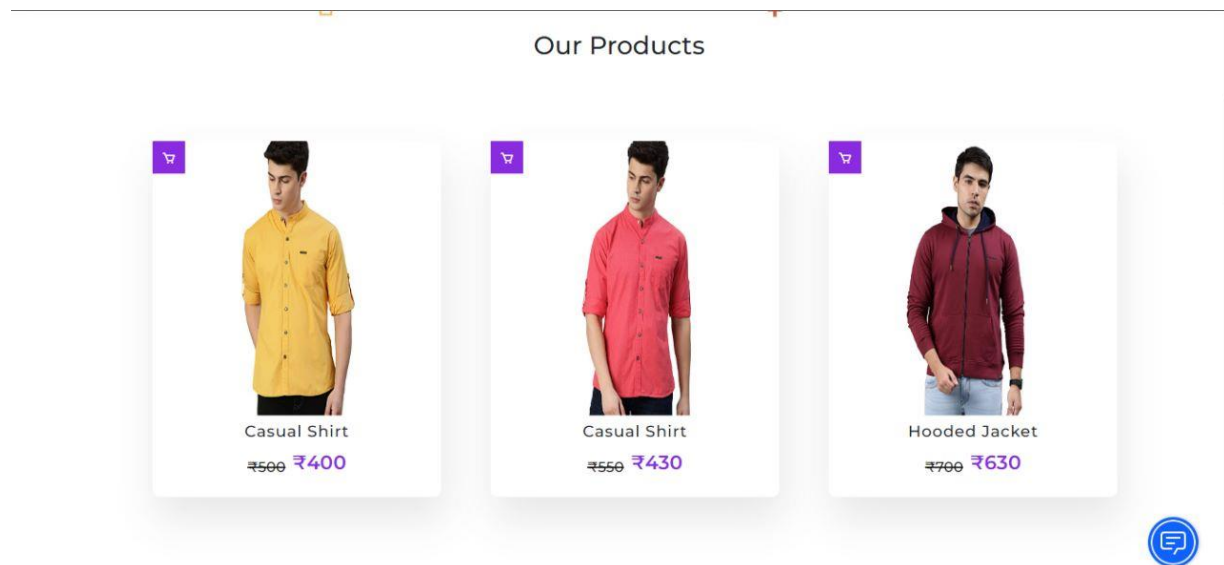 Our Products
Casual Shirt
₹500 ₹400
Casual Shirt
₹550 ₹430
Hooded Jacket
₹700 ₹630